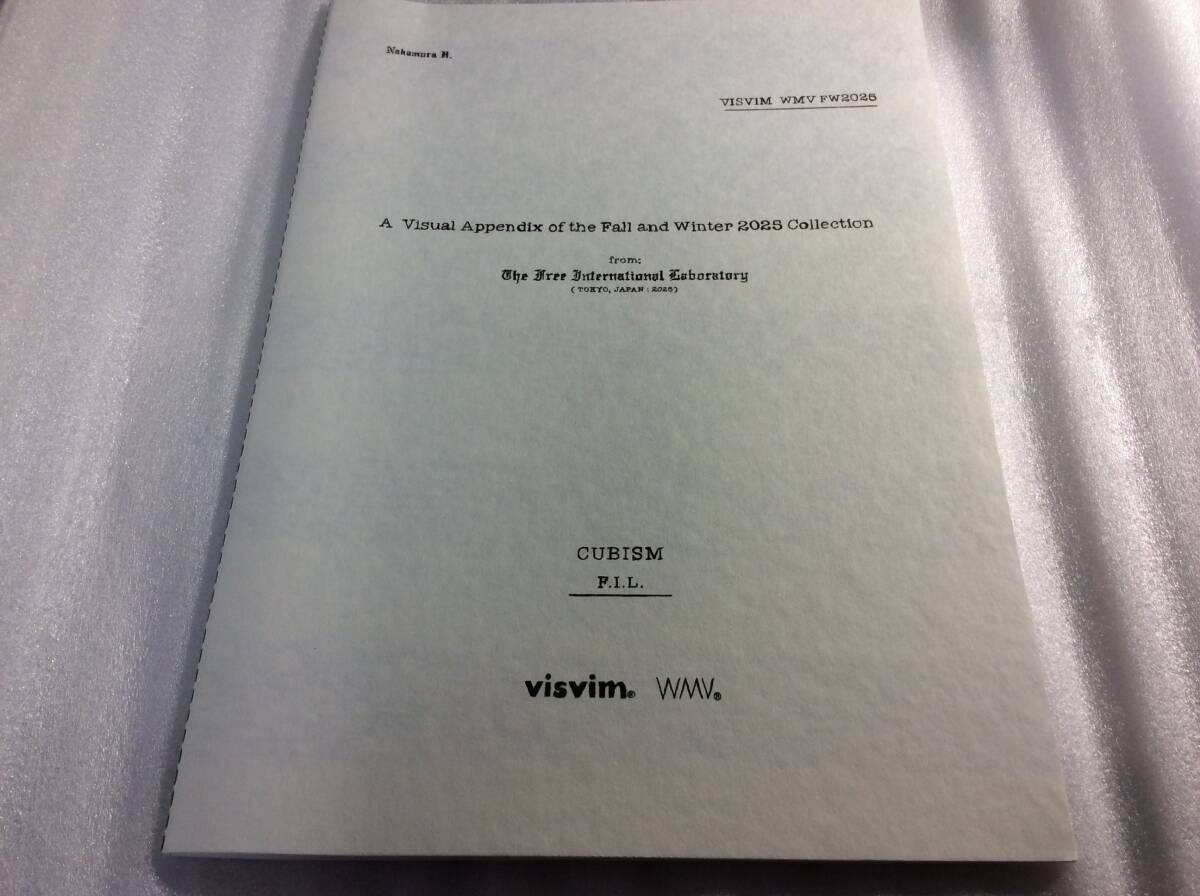 Nakamura H.
VISVIM WMV FW2025
A Visual Appendix of the Fall and Winter 2025 Collection
from:
The Free International Laboratory
(TOKYO, JAPAN : 2025)
CUBISM
F.I.L.
visvim® WMV®